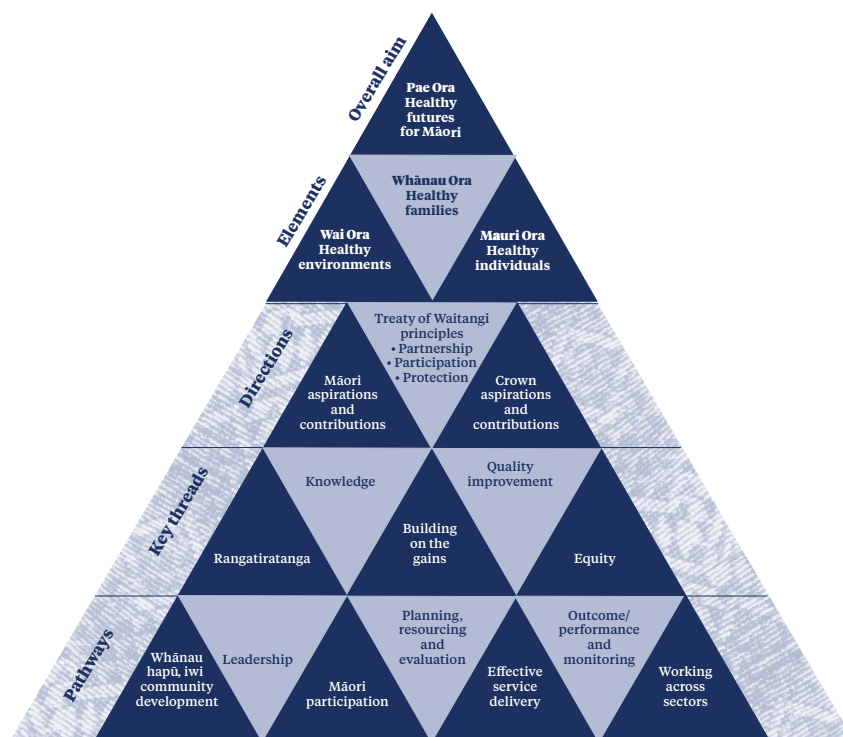 Overall aim
Pae Ora
Healthy
futures
for Māori
Elements
Whānau Ora
Healthy
families
Wai Ora
Healthy
environments
Mauri Ora
Healthy
individuals
Directions
Treaty of Waitangi
principles
• Partnership
• Participation
• Protection
Māori
aspirations
and
contributions
Crown
aspirations
and
contributions
Key threads
Rangatiratanga
Knowledge
Building
on the
gains
Quality
improvement
Equity
Pathways
Whānau
hapū, iwi
community
development
Leadership
Māori
participation
Planning,
resourcing
and
evaluation
Effective
service
delivery
Outcome/
performance
and
monitoring
Working
across
sectors